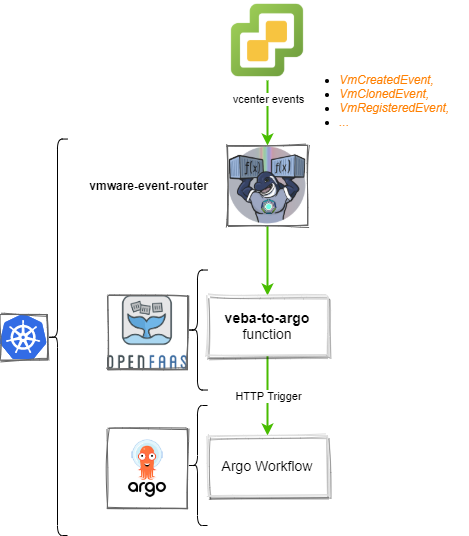 vcenter events
VmCreatedEvent,
VmClonedEvent,
VmRegisteredEvent,
...
vmware-event-router
f(x) f(x)
veba-to-argo
function
OPENFAAS
HTTP Trigger
Argo Workflow
argo